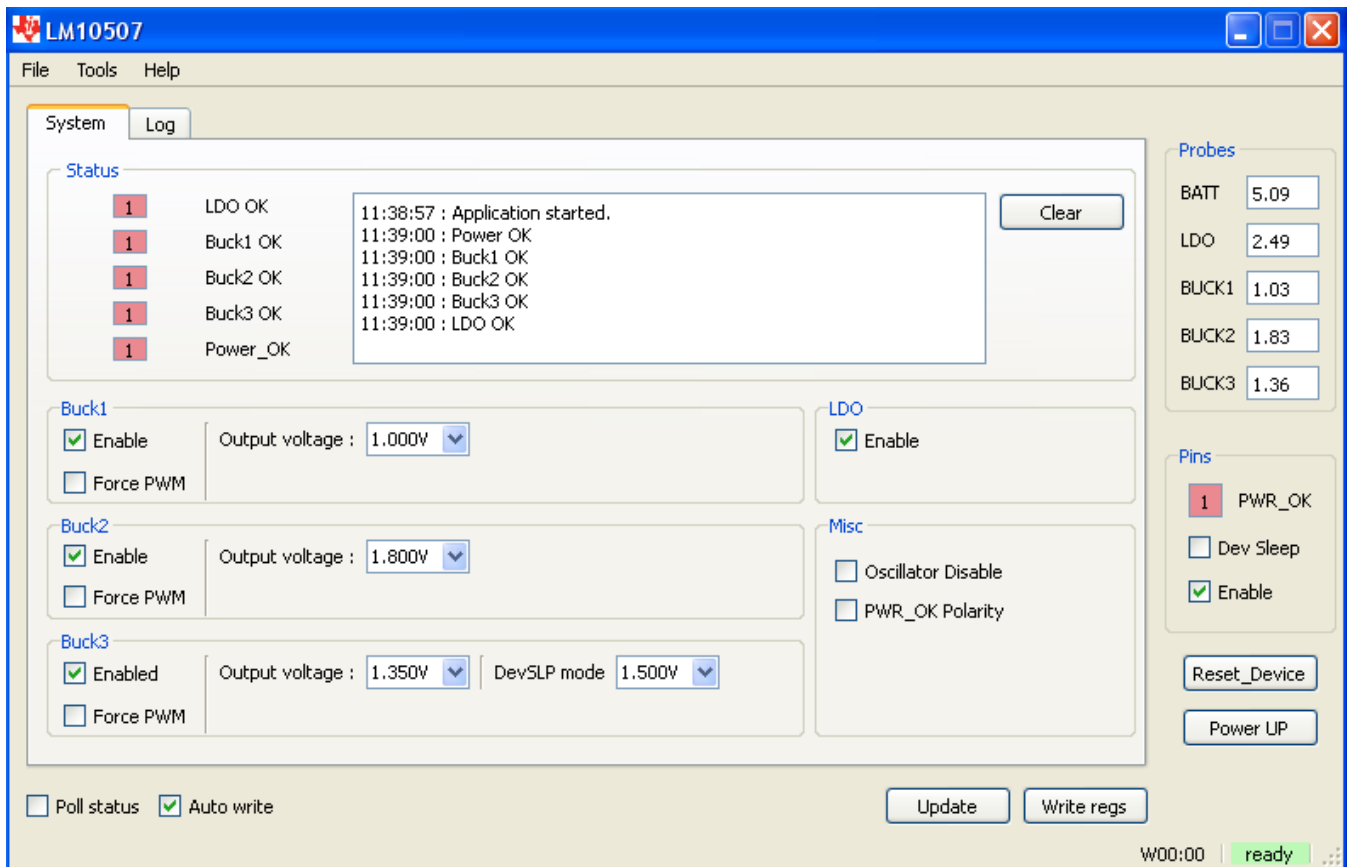 LM10507
File Tools Help
System Log
Status
1 LDO OK
1 Buck1 OK
1 Buck2 OK
1 Buck3 OK
1 Power_OK
11:38:57 : Application started.
11:39:00 : Power OK
11:39:00 : Buck1 OK
11:39:00 : Buck2 OK
11:39:00 : Buck3 OK
11:39:00 : LDO OK
Clear
Probes
BATT 5.09
LDO 2.49
BUCK1 1.03
BUCK2 1.83
BUCK3 1.36
Buck1
Enable Output voltage : 1.000V
Force PWM
LDO
Enable
Buck2
Enable Output voltage : 1.800V
Force PWM
Misc
Oscillator Disable
PWR_OK Polarity
Buck3
Enabled Output voltage : 1.350V DevSLP mode 1.500V
Force PWM
Pins
1 PWR_OK
Dev Sleep
Enable
Reset_Device
Power UP
Poll status Auto write
Update Write regs
W00:00 ready